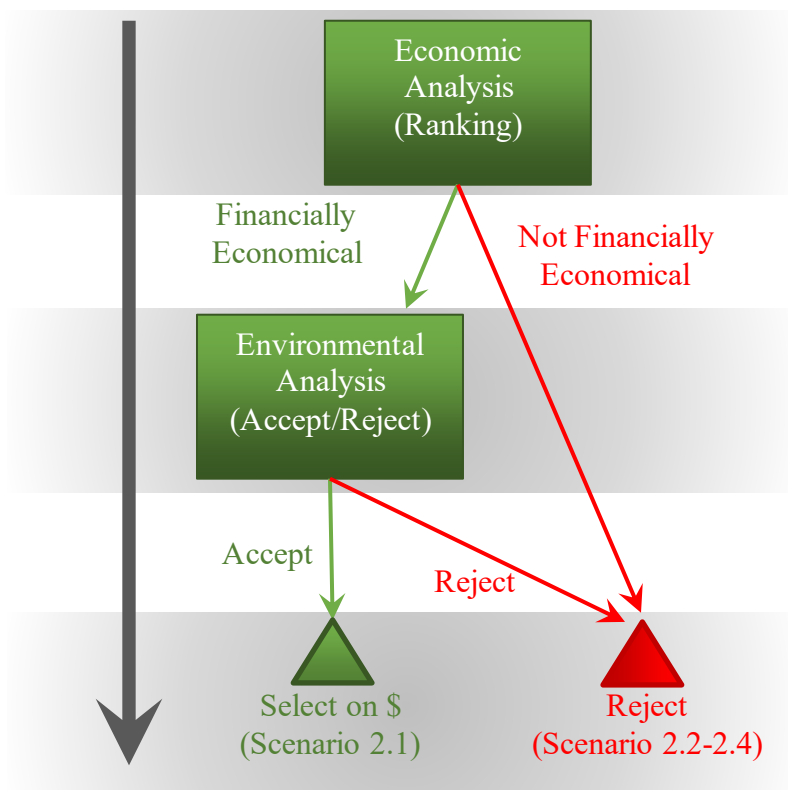 Economic
Analysis
(Ranking)
Financially
Economical
Not Financially
Economical
Environmental
Analysis
(Accept/Reject)
Accept
Reject
Select on $
(Scenario 2.1)
Reject
(Scenario 2.2-2.4)